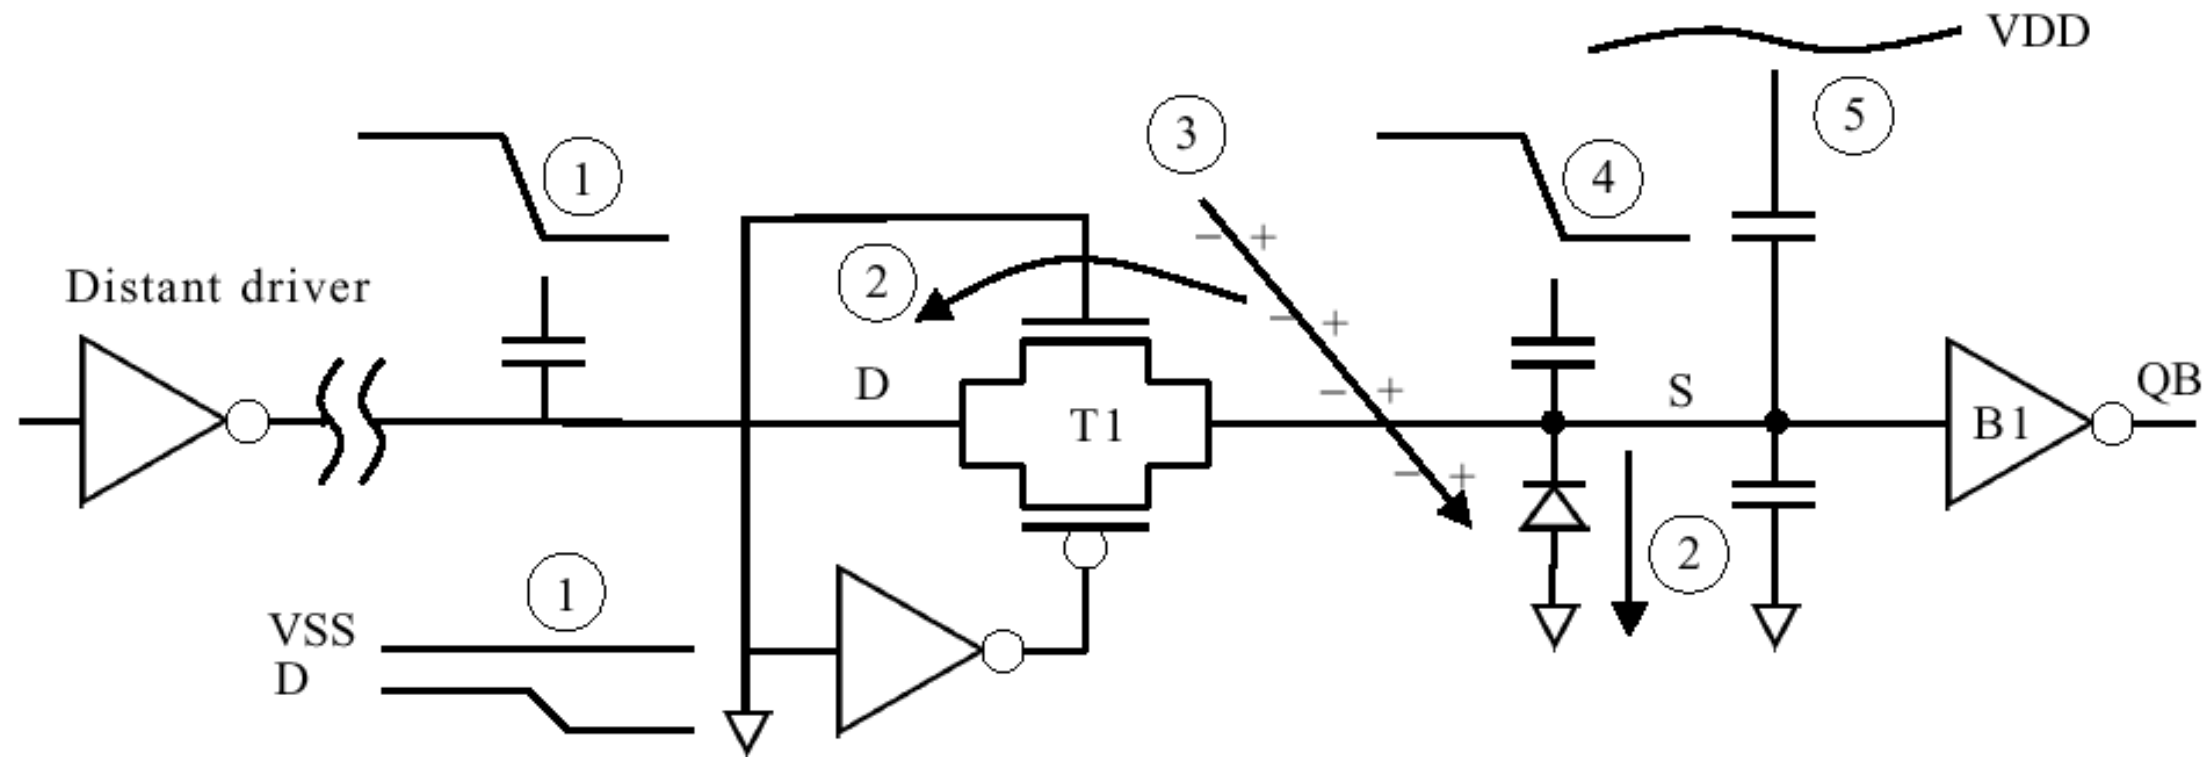 VDD
5
3
1
4
2
Distant driver
D
S
QB
T1
B1
1
2
VSS
D
− +
− +
− +
− +